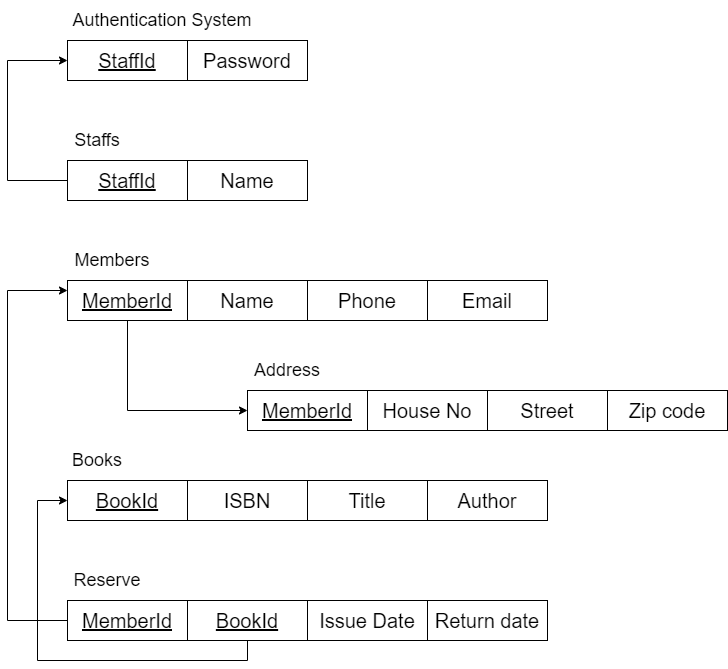 Authentication System
StaffId Password
Staffs
StaffId Name
Members
MemberId Name Phone Email
Address
MemberId House No Street Zip code
Books
BookId ISBN Title Author
Reserve
MemberId BookId Issue Date Return date